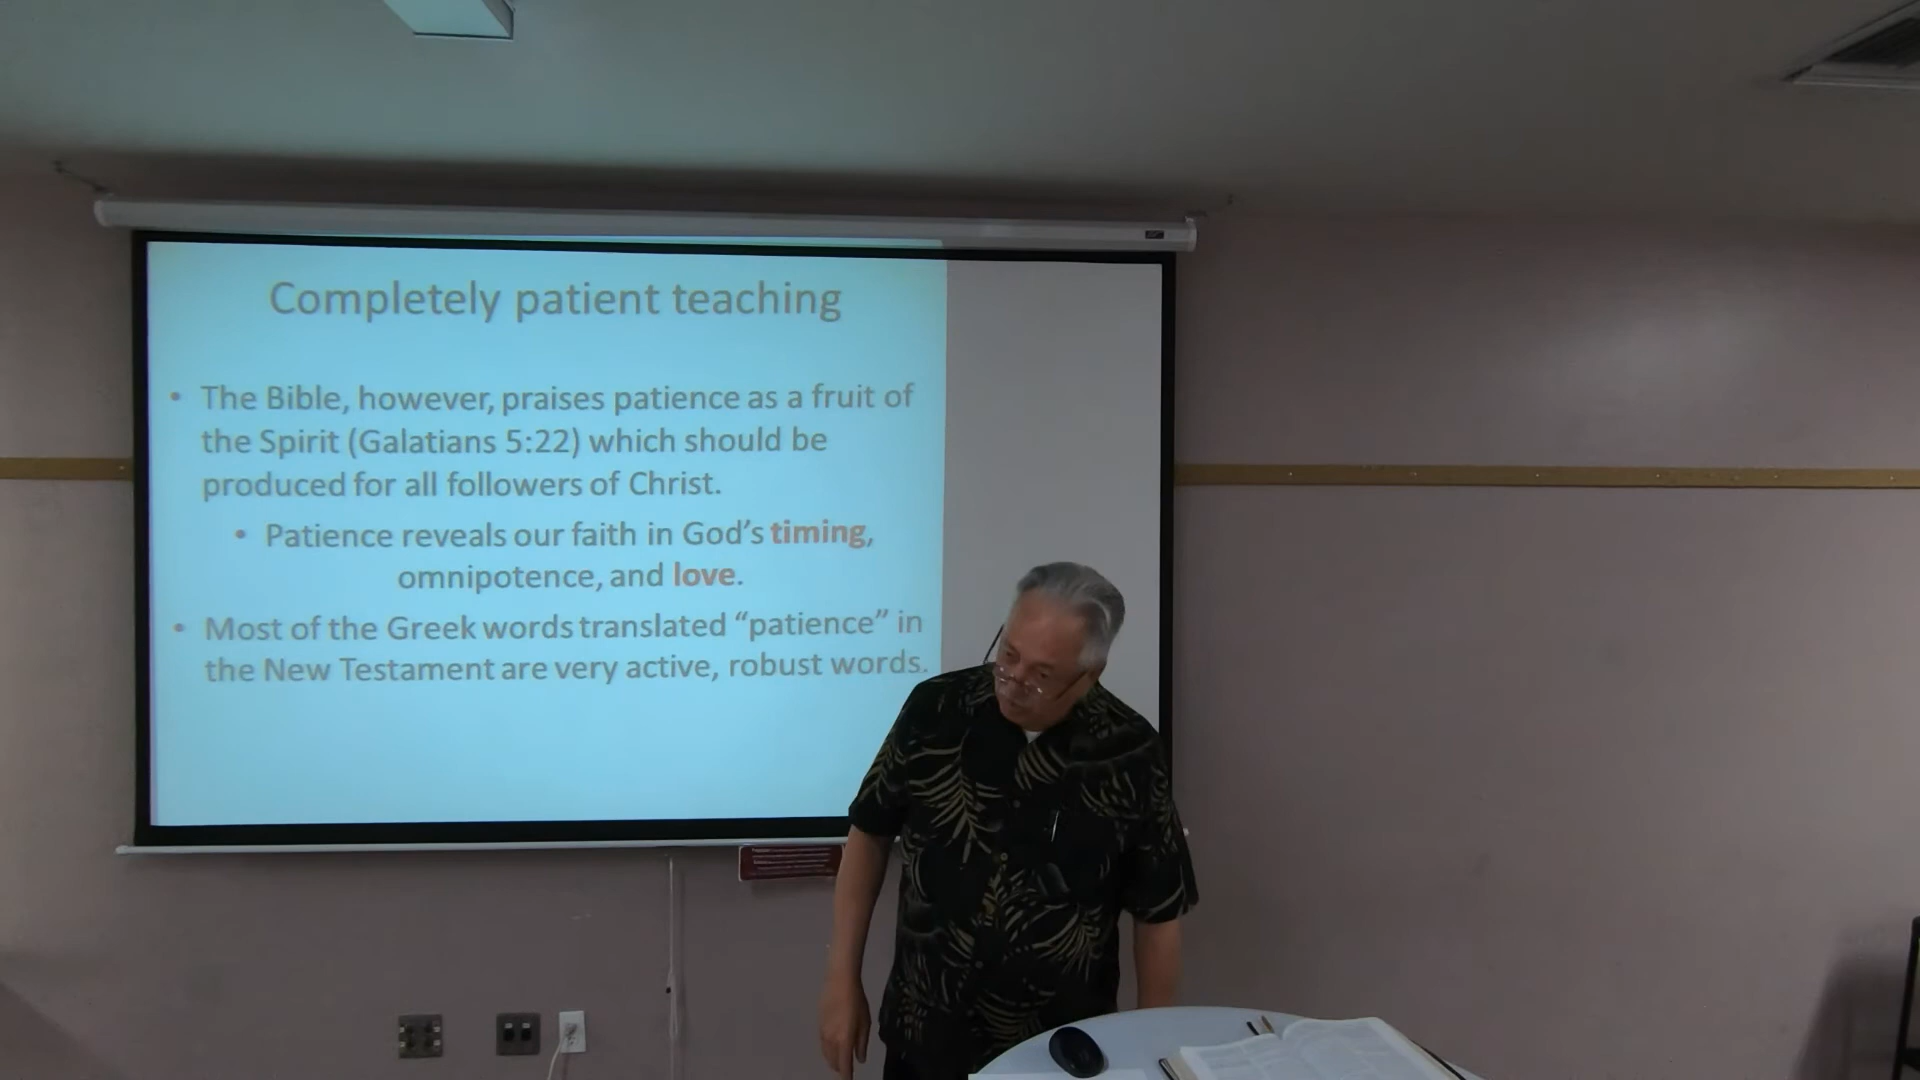 Completely patient teaching
• The Bible, however, praises patience as a fruit of
the Spirit (Galatians 5:22) which should be
produced for all followers of Christ.
• Patience reveals our faith in God's timing,
omnipotence, and love.
• Most of the Greek words translated “patience” in
the New Testament are very active, robust words.